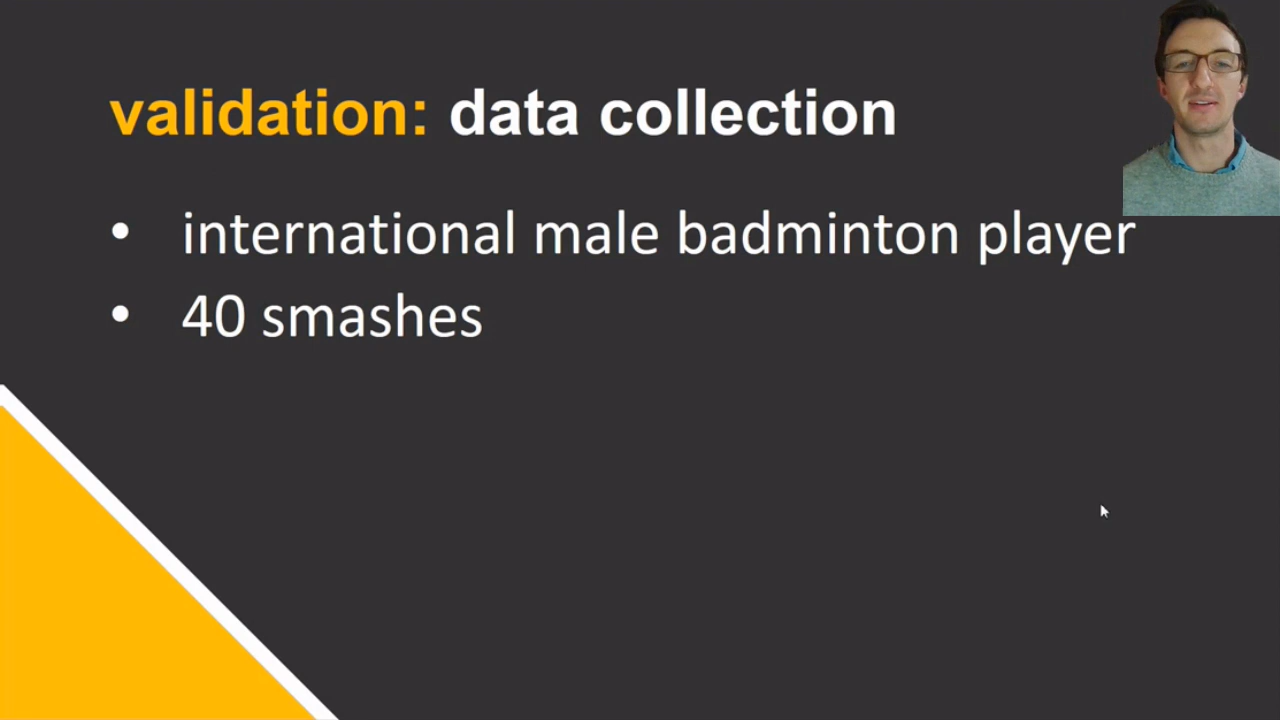 validation: data collection
• international male badminton player
• 40 smashes